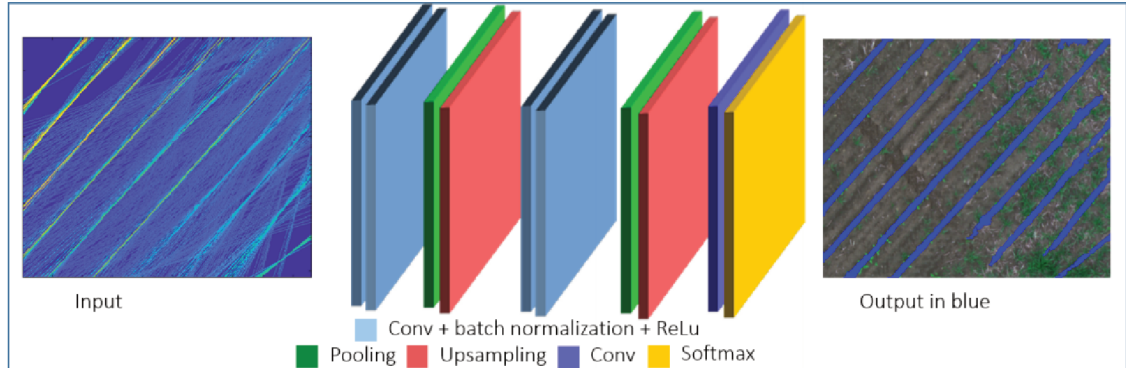 Input
Output in blue
Conv + batch normalization + ReLu
Pooling Upsampling Conv Softmax